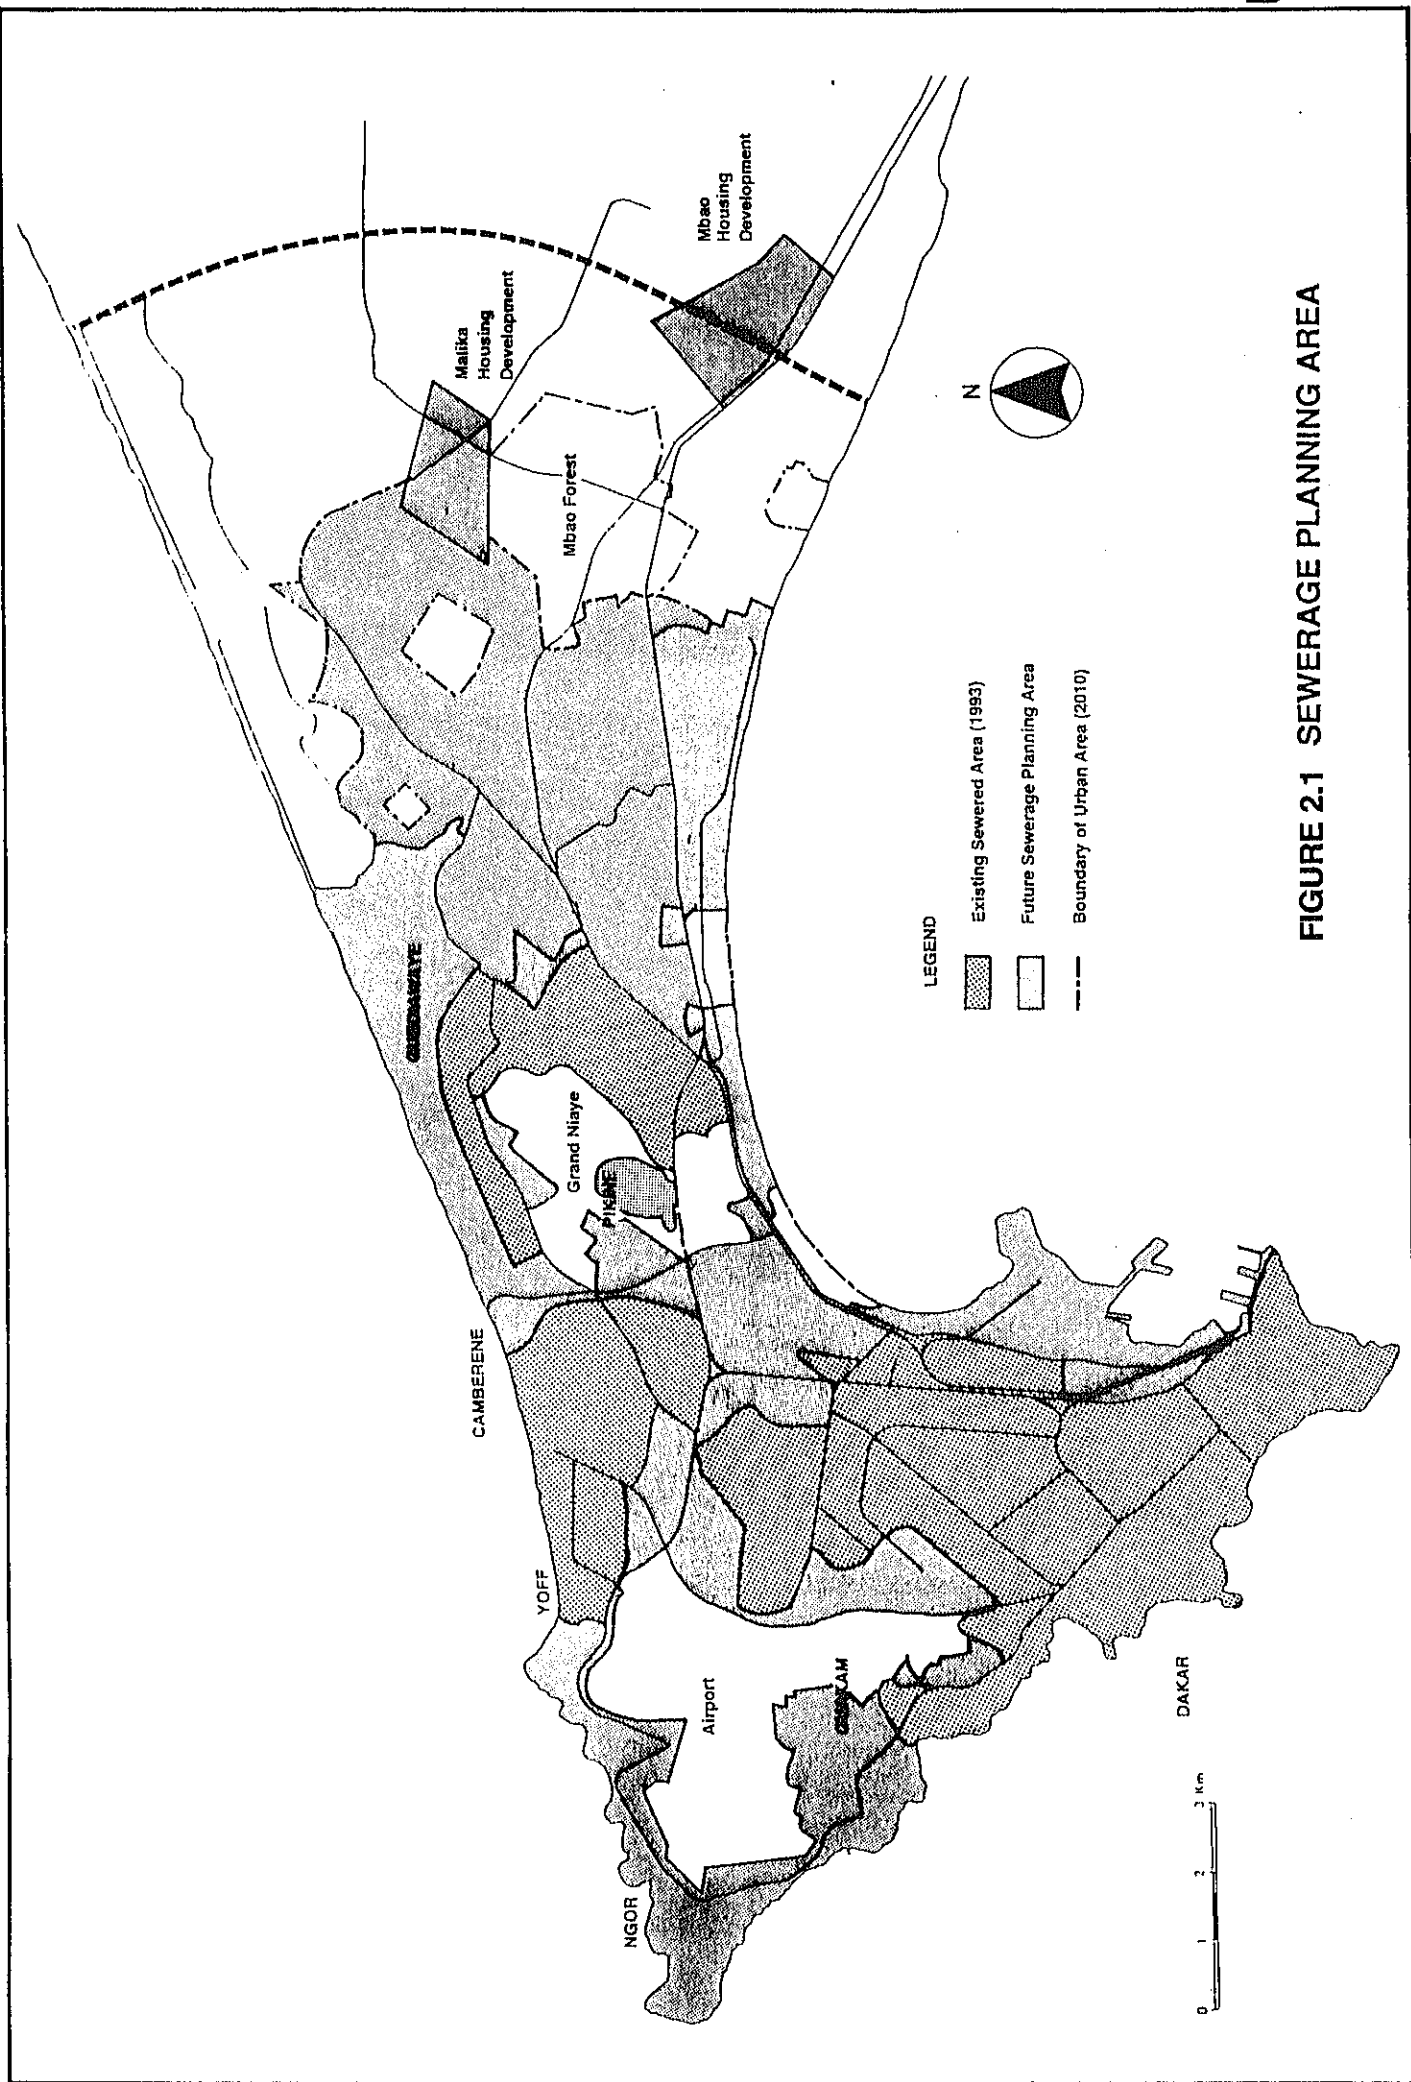 Malika
Housing
Development
Mbao
Housing
Development
Mbao Forest
Grand Niaye
CAMBERENE
YOFF
Airport
NGOR
DAKAR
N
LEGEND
Existing Sewered Area (1993)
Future Sewerage Planning Area
Boundary of Urban Area (2010)
0 1 2 3 Km
FIGURE 2.1 SEWERAGE PLANNING AREA